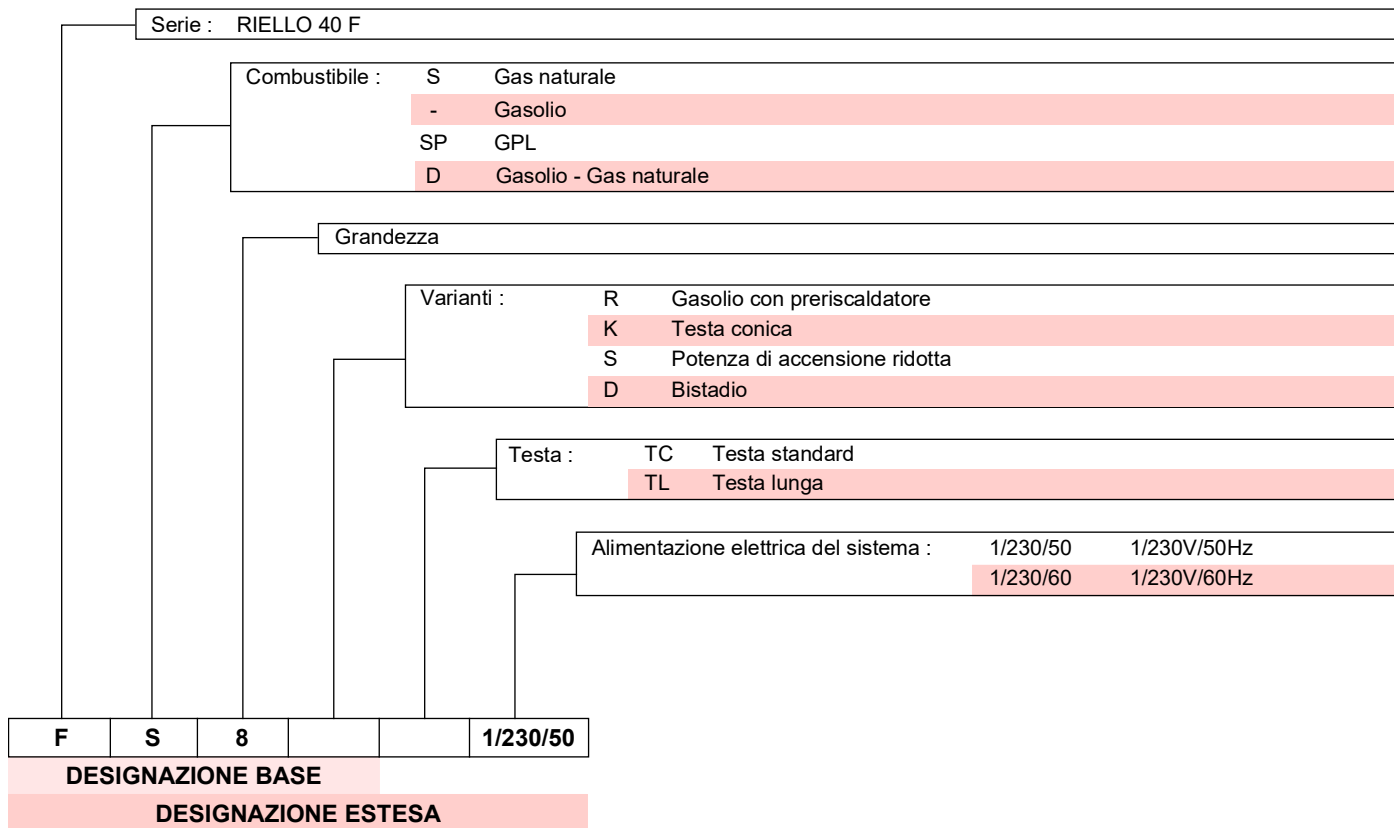 Serie : RIELLO 40 F
Combustibile : S Gas naturale
- Gasolio
SP GPL
D Gasolio - Gas naturale
Grandezza
Varianti : R Gasolio con preriscaldatore
K Testa conica
S Potenza di accensione ridotta
D Bistadio
Testa : TC Testa standard
TL Testa lunga
Alimentazione elettrica del sistema : 1/230/50 1/230V/50Hz
1/230/60 1/230V/60Hz
F S 8 1/230/50
DESIGNAZIONE BASE
DESIGNAZIONE ESTESA